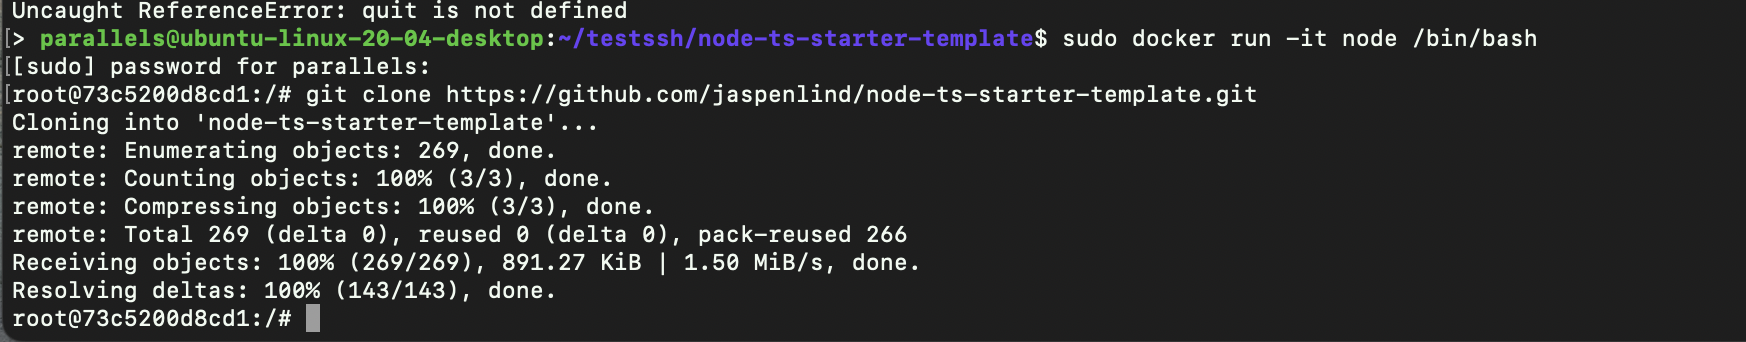 Uncaught ReferenceError: quit is not defined
[> parallels@ubuntu-linux-20-04-desktop:~/testssh/node-ts-starter-template$ sudo docker run -it node /bin/bash
[[sudo] password for parallels:
[root@73c5200d8cd1:/# git clone https://github.com/jaspenlind/node-ts-starter-template.git
Cloning into 'node-ts-starter-template'...
remote: Enumerating objects: 269, done.
remote: Counting objects: 100% (3/3), done.
remote: Compressing objects: 100% (3/3), done.
remote: Total 269 (delta 0), reused 0 (delta 0), pack-reused 266
Receiving objects: 100% (269/269), 891.27 KiB | 1.50 MiB/s, done.
Resolving deltas: 100% (143/143), done.
root@73c5200d8cd1:/#